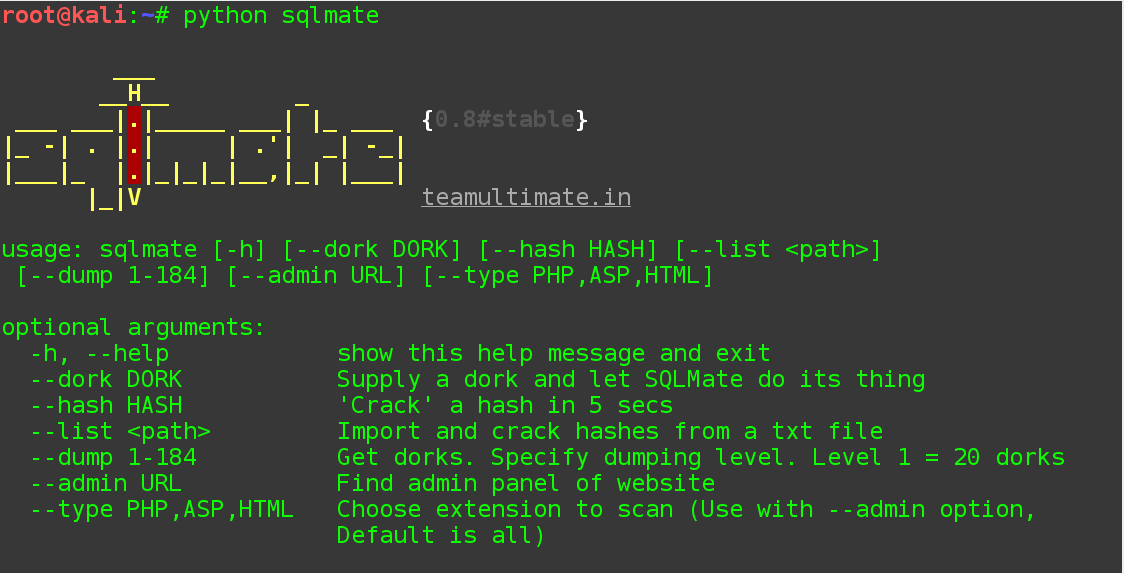 root@kali:~# python sqlmate
{0.8#stable}
teamultimate.in
usage: sqlmate [-h] [--dork DORK] [--hash HASH] [--list <path>]
[--dump 1-184] [--admin URL] [--type PHP,ASP,HTML]
optional arguments:
-h, --help show this help message and exit
--dork DORK Supply a dork and let SQLMate do its thing
--hash HASH 'Crack' a hash in 5 secs
--list <path> Import and crack hashes from a txt file
--dump 1-184 Get dorks. Specify dumping level. Level 1 = 20 dorks
--admin URL Find admin panel of website
--type PHP,ASP,HTML Choose extension to scan (Use with --admin option,
Default is all)